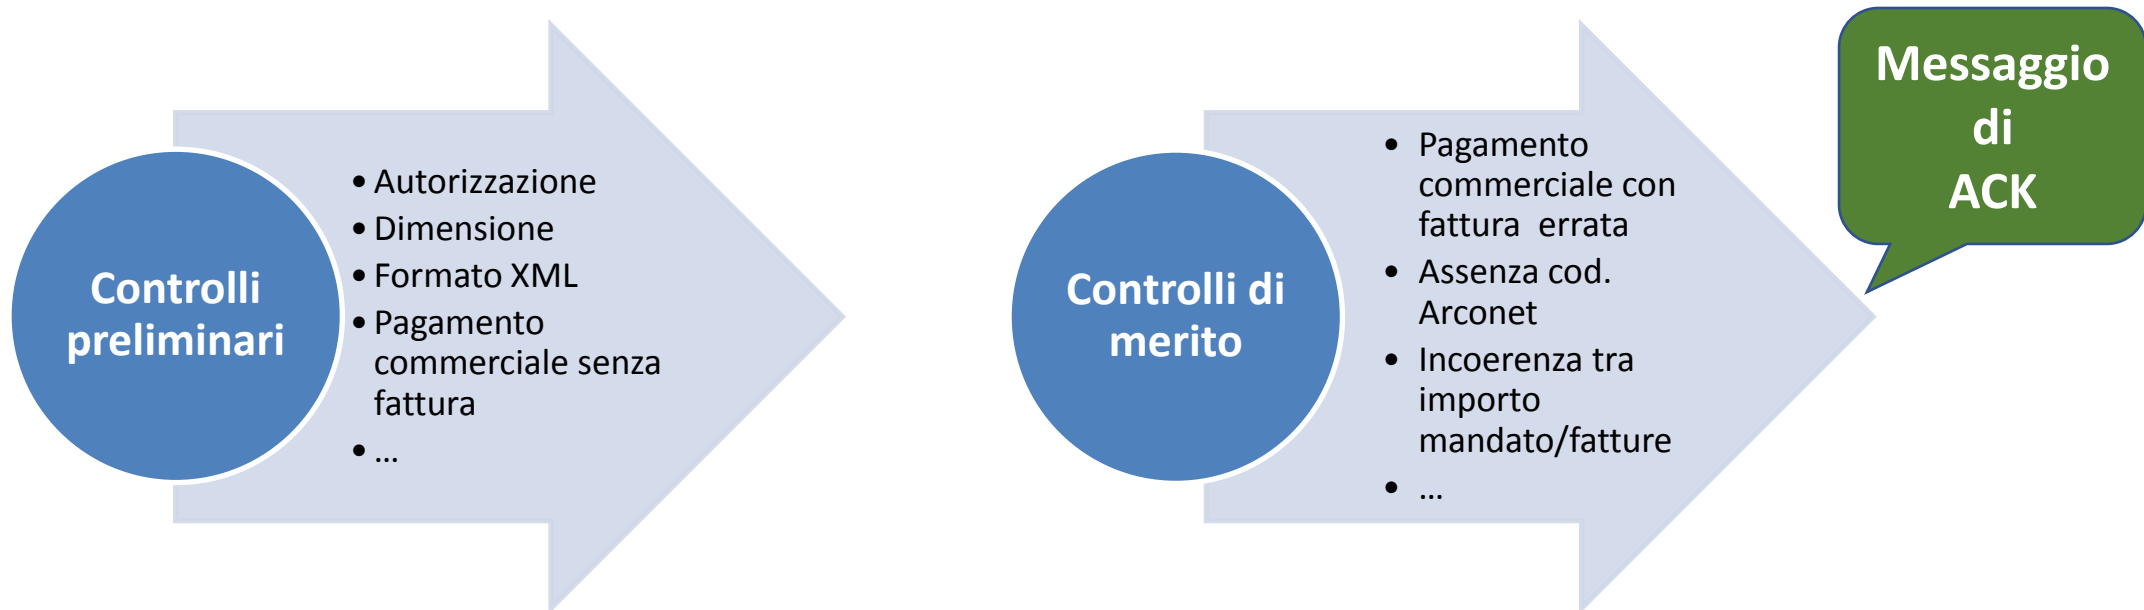 Controlli
preliminari
• Autorizzazione
• Dimensione
• Formato XML
• Pagamento
commerciale senza
fattura
• ...
Controlli di
merito
• Pagamento
commerciale con
fattura errata
• Assenza cod.
Arconet
• Incoerenza tra
importo
mandato/fatture
• ...
Messaggio
di
ACK